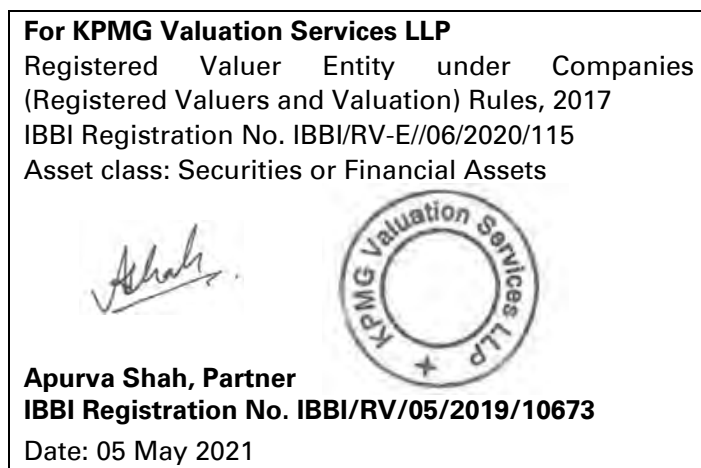 For KPMG Valuation Services LLP
Registered Valuer Entity under Companies
(Registered Valuers and Valuation) Rules, 2017
IBBI Registration No. IBBI/RV-E//06/2020/115
Asset class: Securities or Financial Assets
AShah.
KPMG Valuation Services LLP
Apurva Shah, Partner
IBBI Registration No. IBBI/RV/05/2019/10673
Date: 05 May 2021